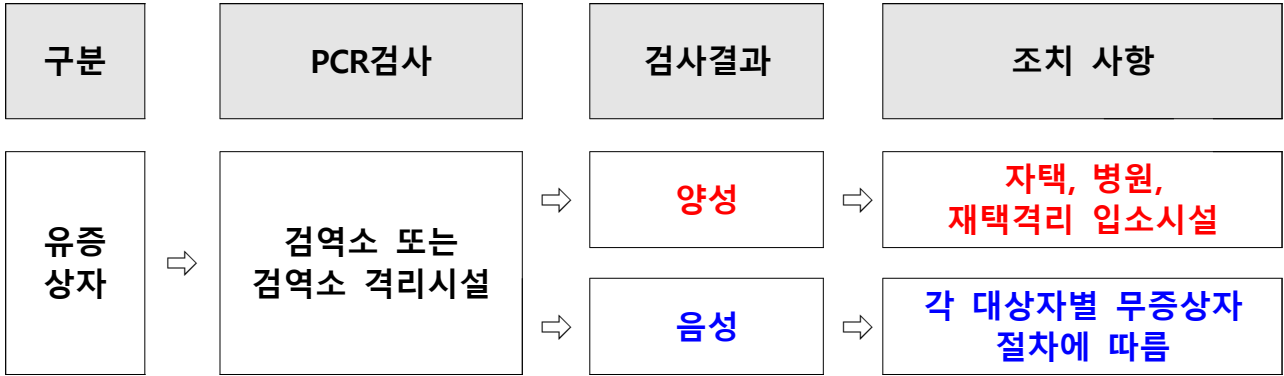 구분 PCR검사 검사결과 조치 사항
유증
상자
⇨
검역소 또는
검역소 격리시설
⇨ 양성 ⇨
자택, 병원,
재택격리 입소시설
⇨ 음성 ⇨
각 대상자별 무증상자
절차에 따름